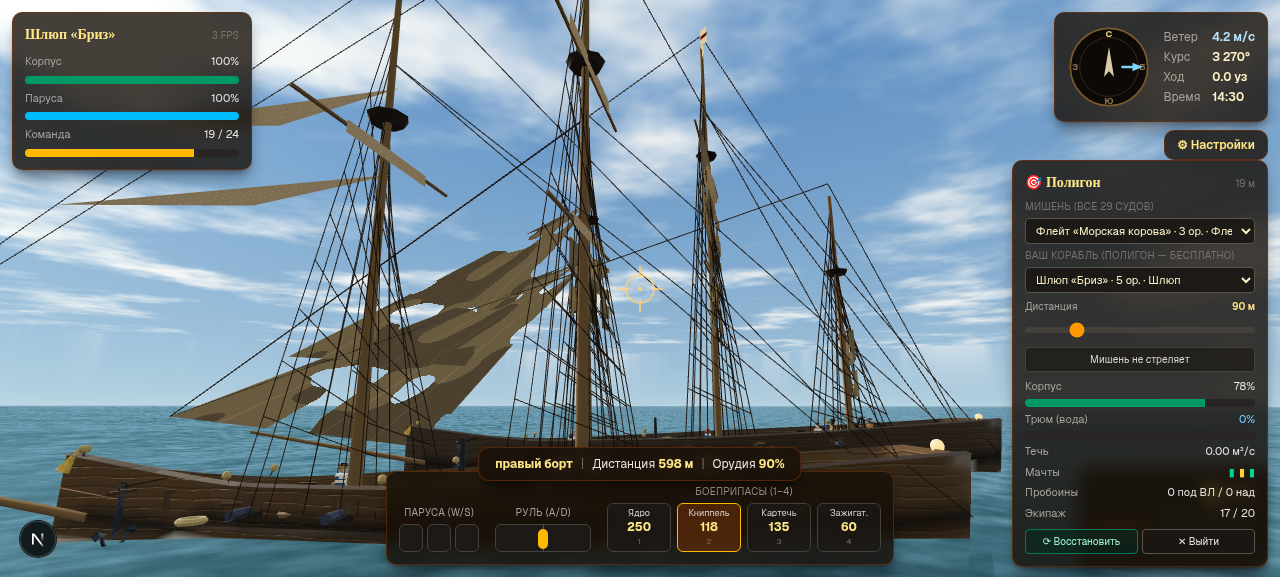 Шлюп «Бриз»
3 FPS
Корпус 100%
Паруса 100%
Команда 19 / 24
С
З
В
Ю
Ветер 4.2 м/с
Курс З 270°
Ход 0.0 уз
Время 14:30
⚙ Настройки
🎯 Полигон
19 м
МИШЕНЬ (ВСЕ 29 СУДОВ)
Флейт «Морская корова» · 3 ор. · Фле
ВАШ КОРАБЛЬ (ПОЛИГОН — БЕСПЛАТНО)
Шлюп «Бриз» · 5 ор. · Шлюп
Дистанция 90 м
Мишень не стреляет
Корпус 78%
Трюм (вода) 0%
Течь 0.00 м³/с
Мачты
Пробоины 0 под ВЛ / 0 над
Экипаж 17 / 20
⟳ Восстановить
✕ Выйти
правый борт | Дистанция 598 м | Орудия 90%
БОЕПРИПАСЫ (1–4)
ПАРУСА (W/S)
РУЛЬ (A/D)
Ядро
250
1
Книппель
118
2
Картечь
135
3
Зажигат.
60
4
N